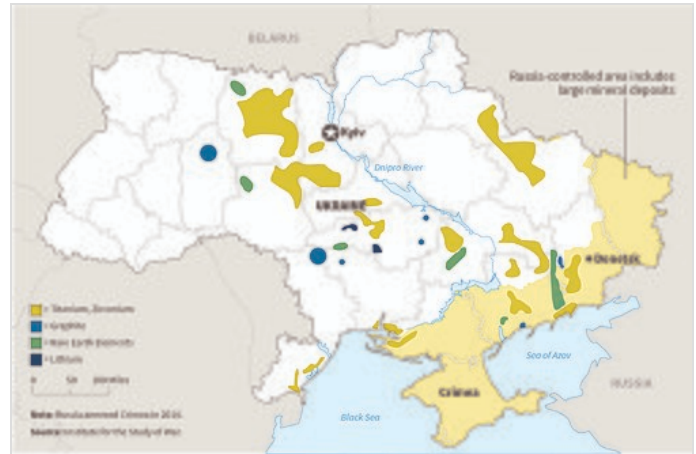 BELARUS
Russia-controlled area includes
large mineral deposits
Kyiv
Dnipro River
UKRAINE
Donetsk
= Titanium, Zirconium
= Graphite
= Rare Earth Elements
= Lithium
0 50
Sea of Azov
RUSSIA
Crimea
Black Sea
Note: Russia annexed Crimea in 2014.
Source: Institute for the Study of War